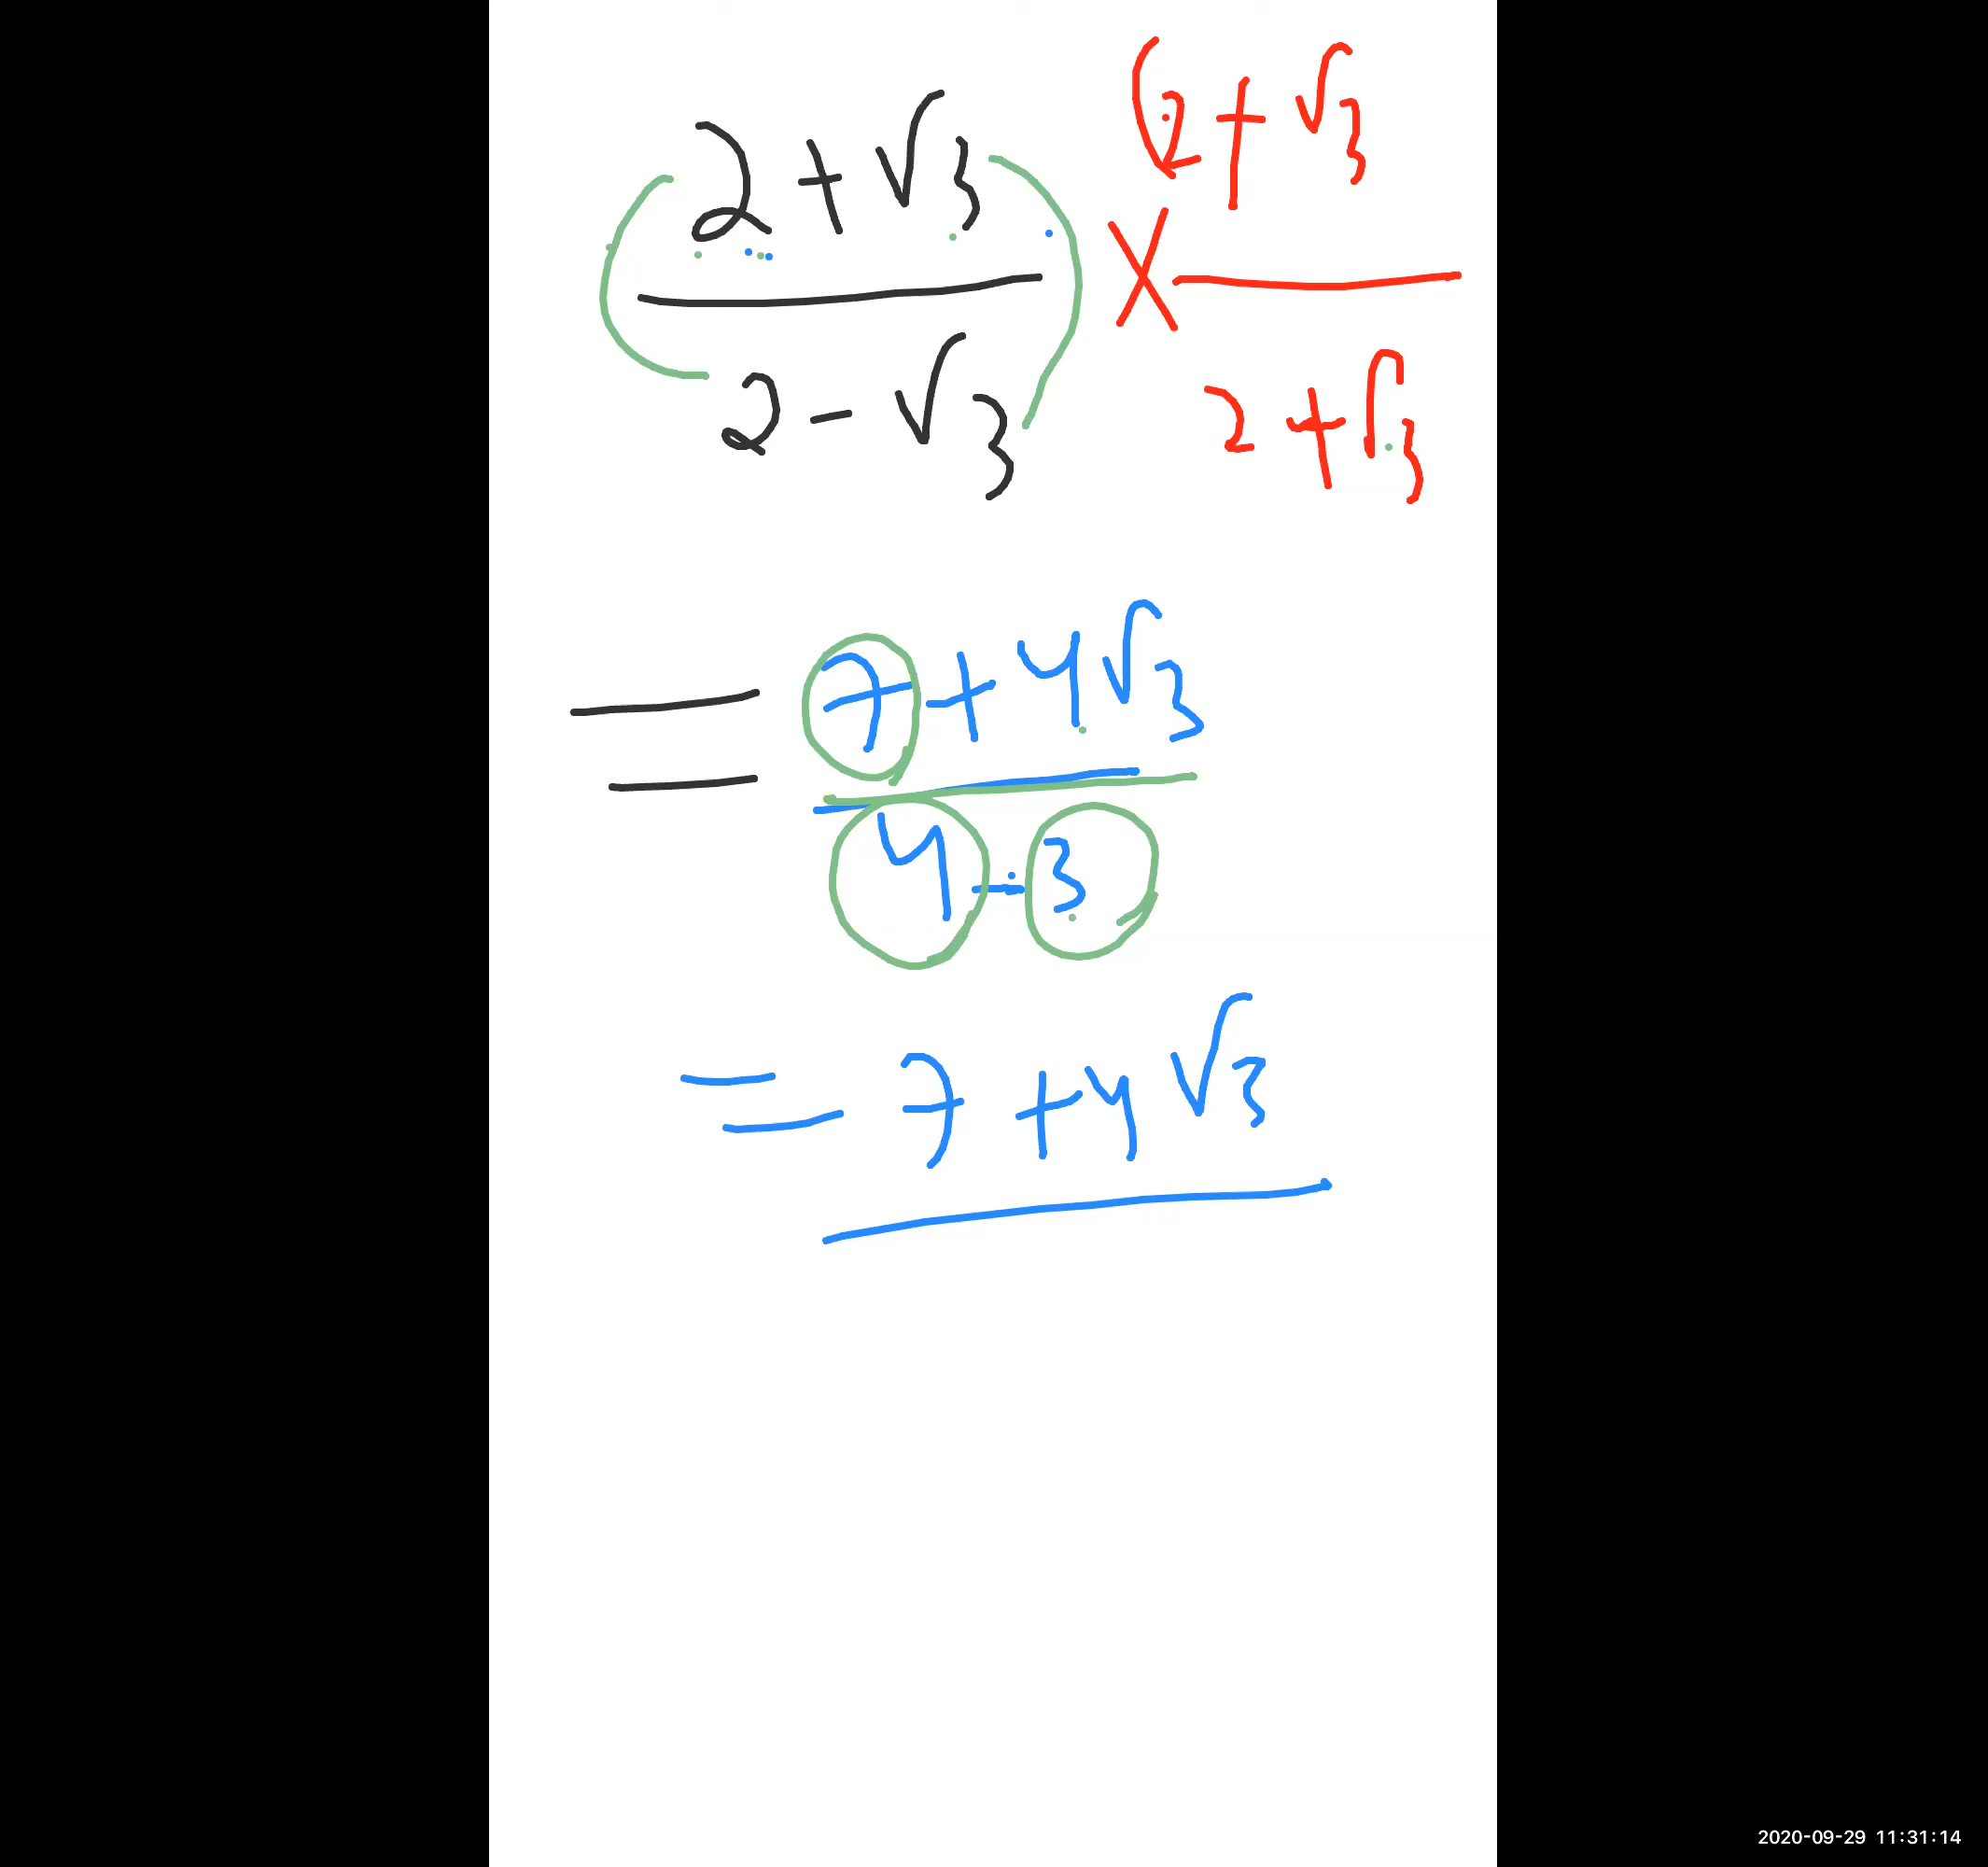 2 + √3 / 2 - √3 × (2 + √3 / 2 + √3
= 7 + 4√3 / 4 - 3
= 7 + 4√3
2020-09-29 11:31:14